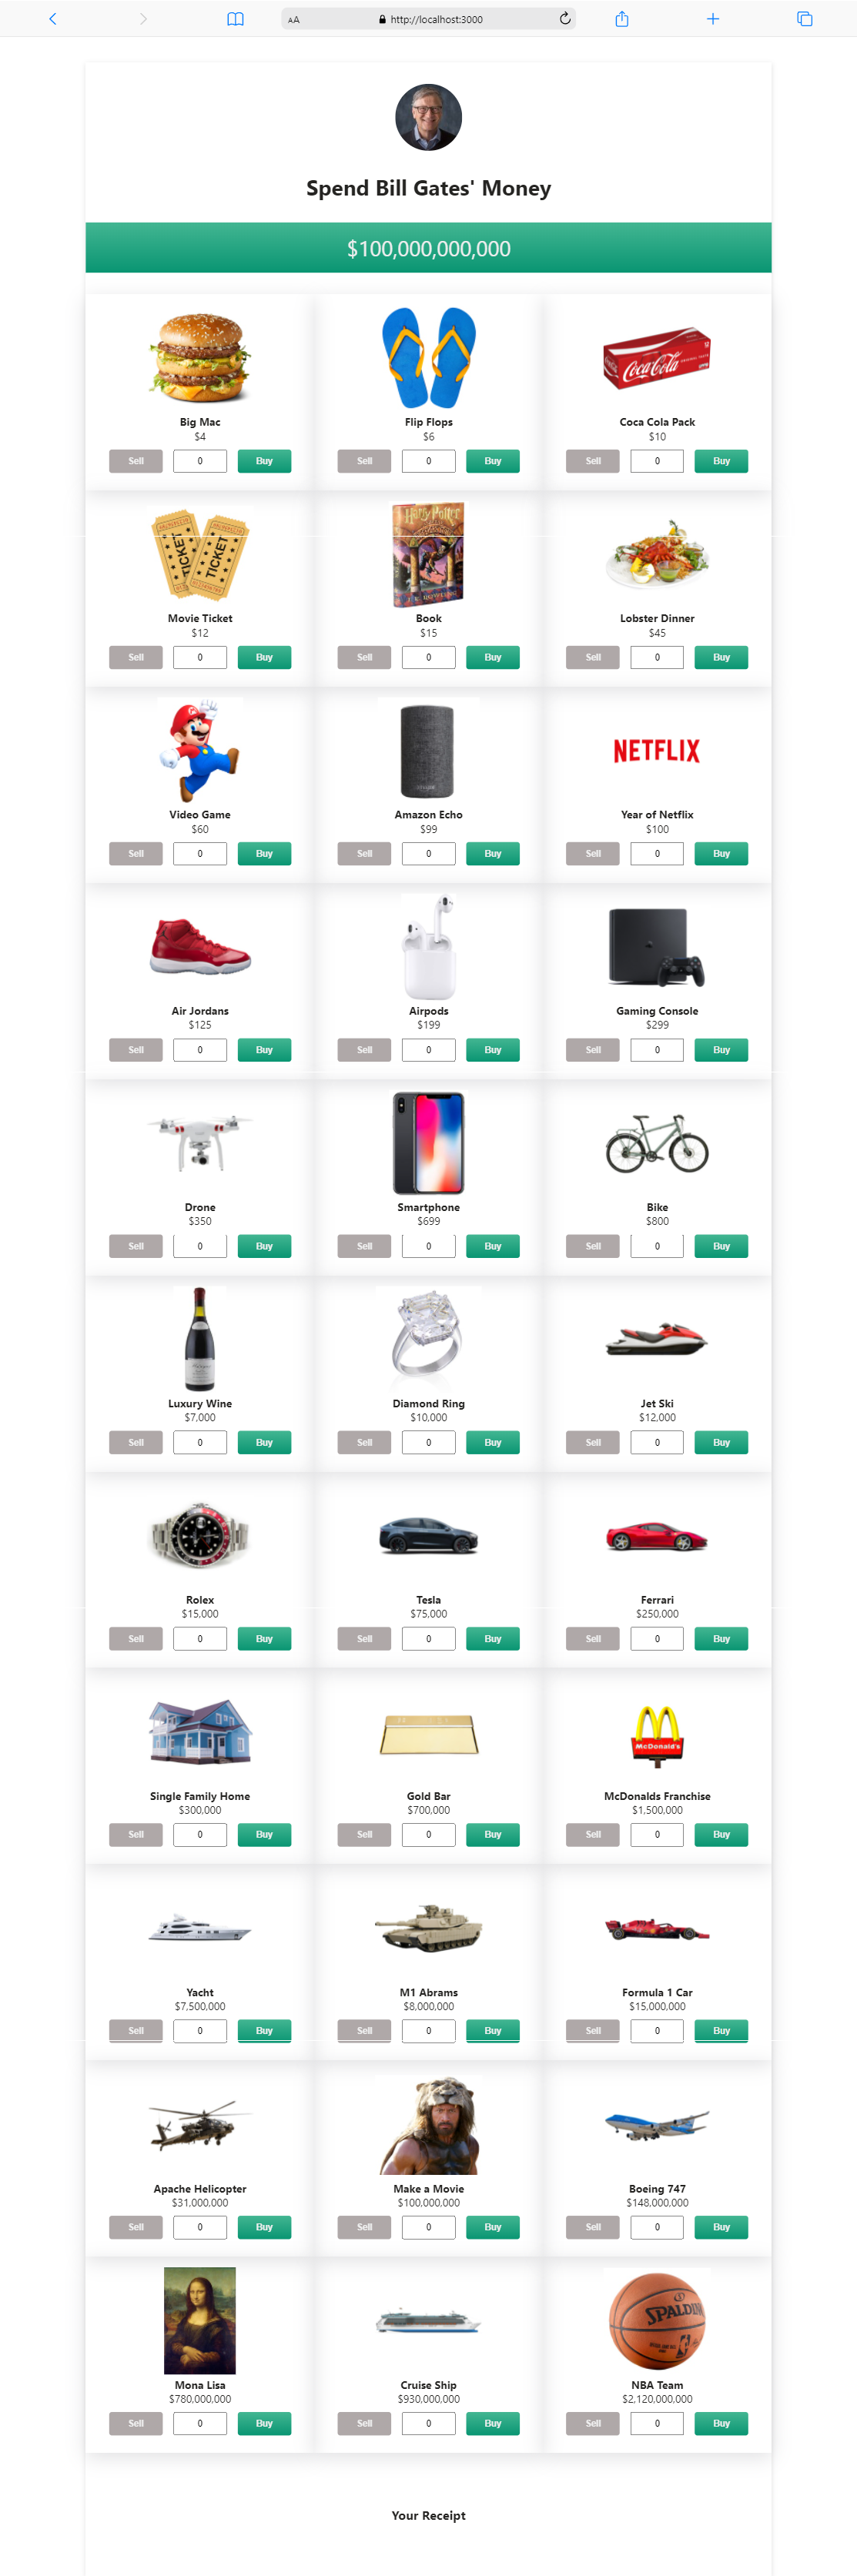 AA
http://localhost:3000
Spend Bill Gates' Money
$100,000,000,000
Coca-Cola
Big Mac
Flip Flops
Coca Cola Pack
$4
$6
$10
Sell 0 Buy
Sell 0 Buy
Sell 0 Buy
TICKET
TICKET
Harry Potter
J. K. ROWLING
Movie Ticket
Book
Lobster Dinner
$12
$15
$45
Sell 0 Buy
Sell 0 Buy
Sell 0 Buy
NETFLIX
Video Game
Amazon Echo
Year of Netflix
$60
$99
$100
Sell 0 Buy
Sell 0 Buy
Sell 0 Buy
Air Jordans
Airpods
Gaming Console
$125
$199
$299
Sell 0 Buy
Sell 0 Buy
Sell 0 Buy
Drone
Smartphone
Bike
$350
$699
$800
Sell 0 Buy
Sell 0 Buy
Sell 0 Buy
Luxury Wine
Diamond Ring
Jet Ski
$7,000
$10,000
$12,000
Sell 0 Buy
Sell 0 Buy
Sell 0 Buy
Rolex
Tesla
Ferrari
$15,000
$75,000
$250,000
Sell 0 Buy
Sell 0 Buy
Sell 0 Buy
McDonald's
Single Family Home
Gold Bar
McDonalds Franchise
$300,000
$700,000
$1,500,000
Sell 0 Buy
Sell 0 Buy
Sell 0 Buy
Yacht
M1 Abrams
Formula 1 Car
$7,500,000
$8,000,000
$15,000,000
Sell 0 Buy
Sell 0 Buy
Sell 0 Buy
Apache Helicopter
Make a Movie
Boeing 747
$31,000,000
$100,000,000
$148,000,000
Sell 0 Buy
Sell 0 Buy
Sell 0 Buy
SPALDING
Mona Lisa
Cruise Ship
NBA Team
$780,000,000
$930,000,000
$2,120,000,000
Sell 0 Buy
Sell 0 Buy
Sell 0 Buy
Your Receipt